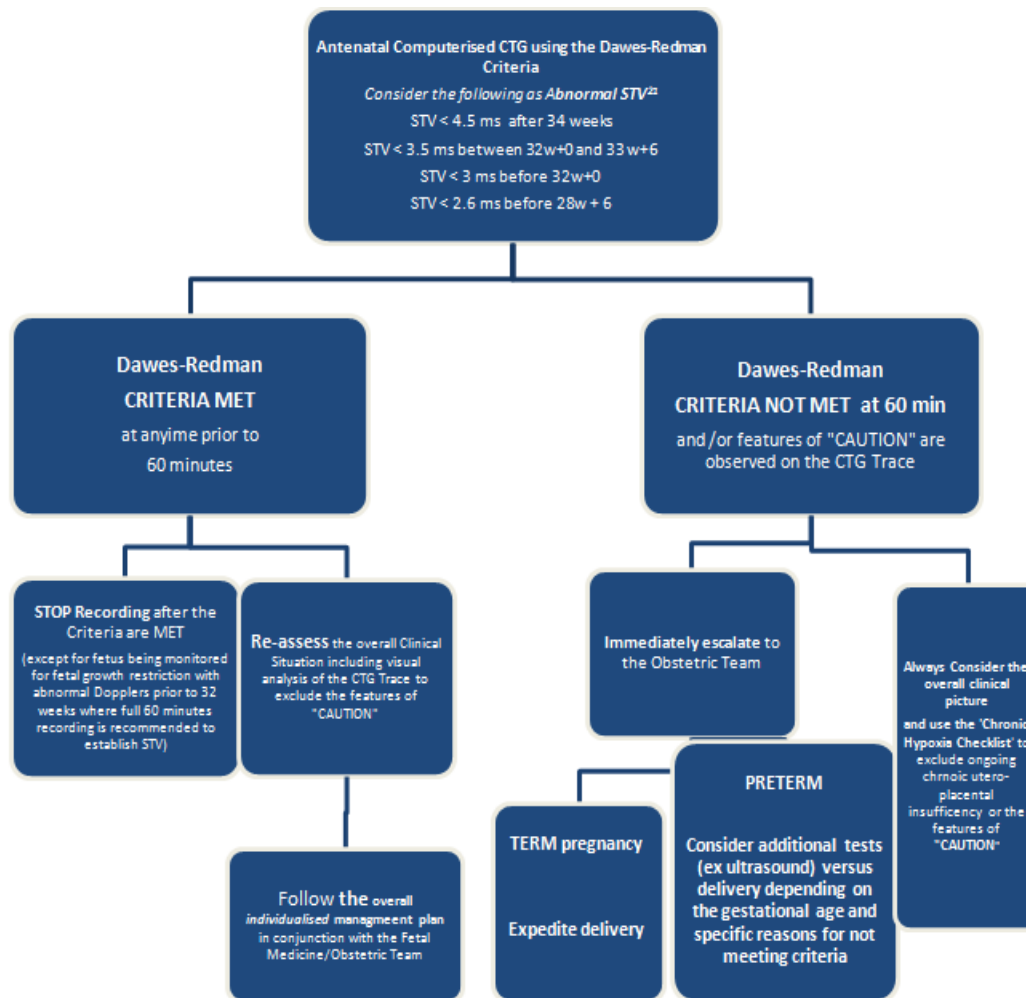 Antenatal Computerised CTG using the Dawes-Redman
Criteria
Consider the following as Abnormal STV²ᵃ
STV < 4.5 ms after 34 weeks
STV < 3.5 ms between 32w+0 and 33 w+6
STV < 3 ms before 32w+0
STV < 2.6 ms before 28w + 6
Dawes-Redman
CRITERIA MET
at anyime prior to
60 minutes
Dawes-Redman
CRITERIA NOT MET at 60 min
and /or features of "CAUTION" are
observed on the CTG Trace
STOP Recording after the
Criteria are MET
(except for fetus being monitored
for fetal growth restriction with
abnormal Dopplers prior to 32
weeks where full 60 minutes
recording is recommended to
establish STV)
Re-assess the overall Clinical
Situation including visual
analysis of the CTG Trace to
exclude the features of
"CAUTION"
Immediately escalate to
the Obstetric Team
Always Consider the
overall clinical
picture
and use the 'Chronic
Hypoxia Checklist' to
exclude ongoing
chrnoic utero-
placental
insufficency or the
features of
"CAUTION"
Follow the overall
individualised managmeent plan
in conjunction with the Fetal
Medicine/Obstetric Team
TERM pregnancy
Expedite delivery
PRETERM
Consider additional tests
(ex ultrasound) versus
delivery depending on
the gestational age and
specific reasons for not
meeting criteria